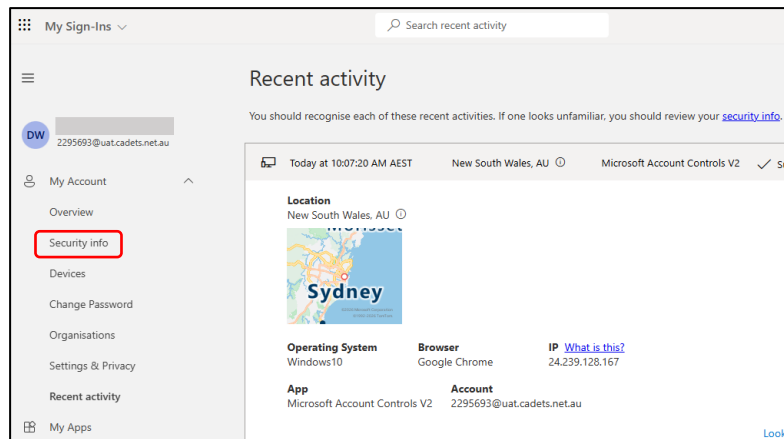 My Sign-Ins
Search recent activity
Recent activity
You should recognise each of these recent activities. If one looks unfamiliar, you should review your security info.
DW
2295693@uat.cadets.net.au
My Account
Overview
Security info
Devices
Change Password
Organisations
Settings & Privacy
Recent activity
My Apps
Today at 10:07:20 AM AEST New South Wales, AU Microsoft Account Controls V2
Location
New South Wales, AU
Sydney
Operating System Browser IP What is this?
Windows10 Google Chrome 24.239.128.167
App Account
Microsoft Account Controls V2 2295693@uat.cadets.net.au
Look